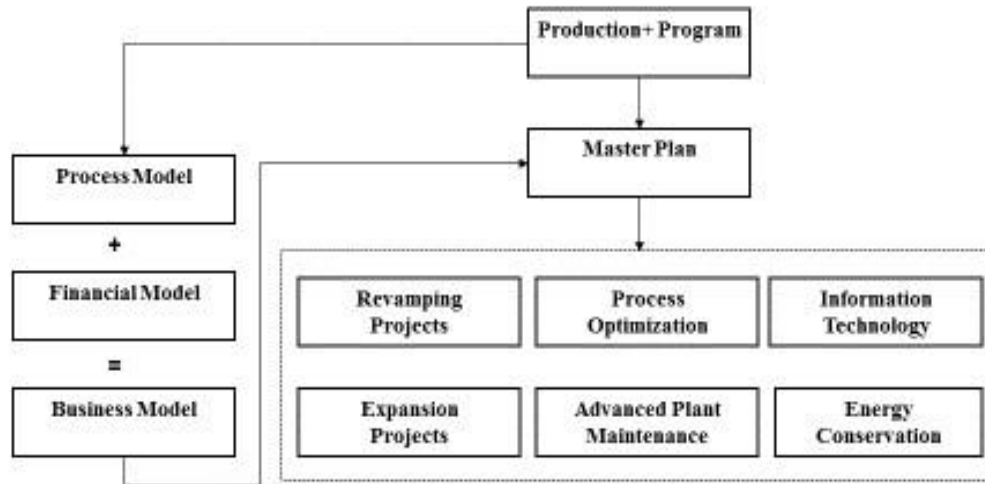 Production+ Program
Master Plan
Process Model
+
Financial Model
=
Business Model
Revamping
Projects
Process
Optimization
Information
Technology
Expansion
Projects
Advanced Plant
Maintenance
Energy
Conservation